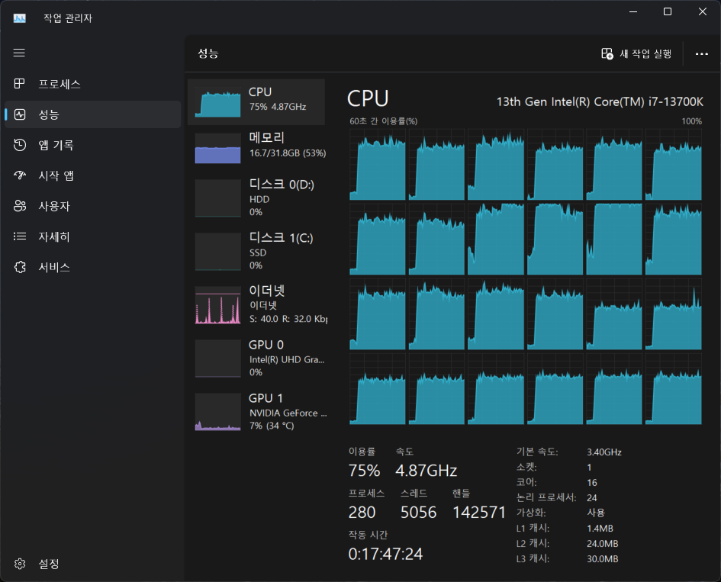 작업 관리자
성능
새 작업 실행
프로세스
성능
앱 기록
시작 앱
사용자
자세히
서비스
설정
CPU
75% 4.87GHz
메모리
16.7/31.8GB (53%)
디스크 0(D:)
HDD
0%
디스크 1(C:)
SSD
0%
이더넷
이더넷
S: 40.0 R: 32.0 Kbp
GPU 0
Intel(R) UHD Gra...
0%
GPU 1
NVIDIA GeForce ...
7% (34 °C)
CPU 13th Gen Intel(R) Core(TM) i7-13700K
60초 간 이용률(%) 100%
이용률 속도
75% 4.87GHz
프로세스 스레드 핸들
280 5056 142571
작동 시간
0:17:47:24
기본 속도: 3.40GHz
소켓: 1
코어: 16
논리 프로세서: 24
가상화: 사용
L1 캐시: 1.4MB
L2 캐시: 24.0MB
L3 캐시: 30.0MB